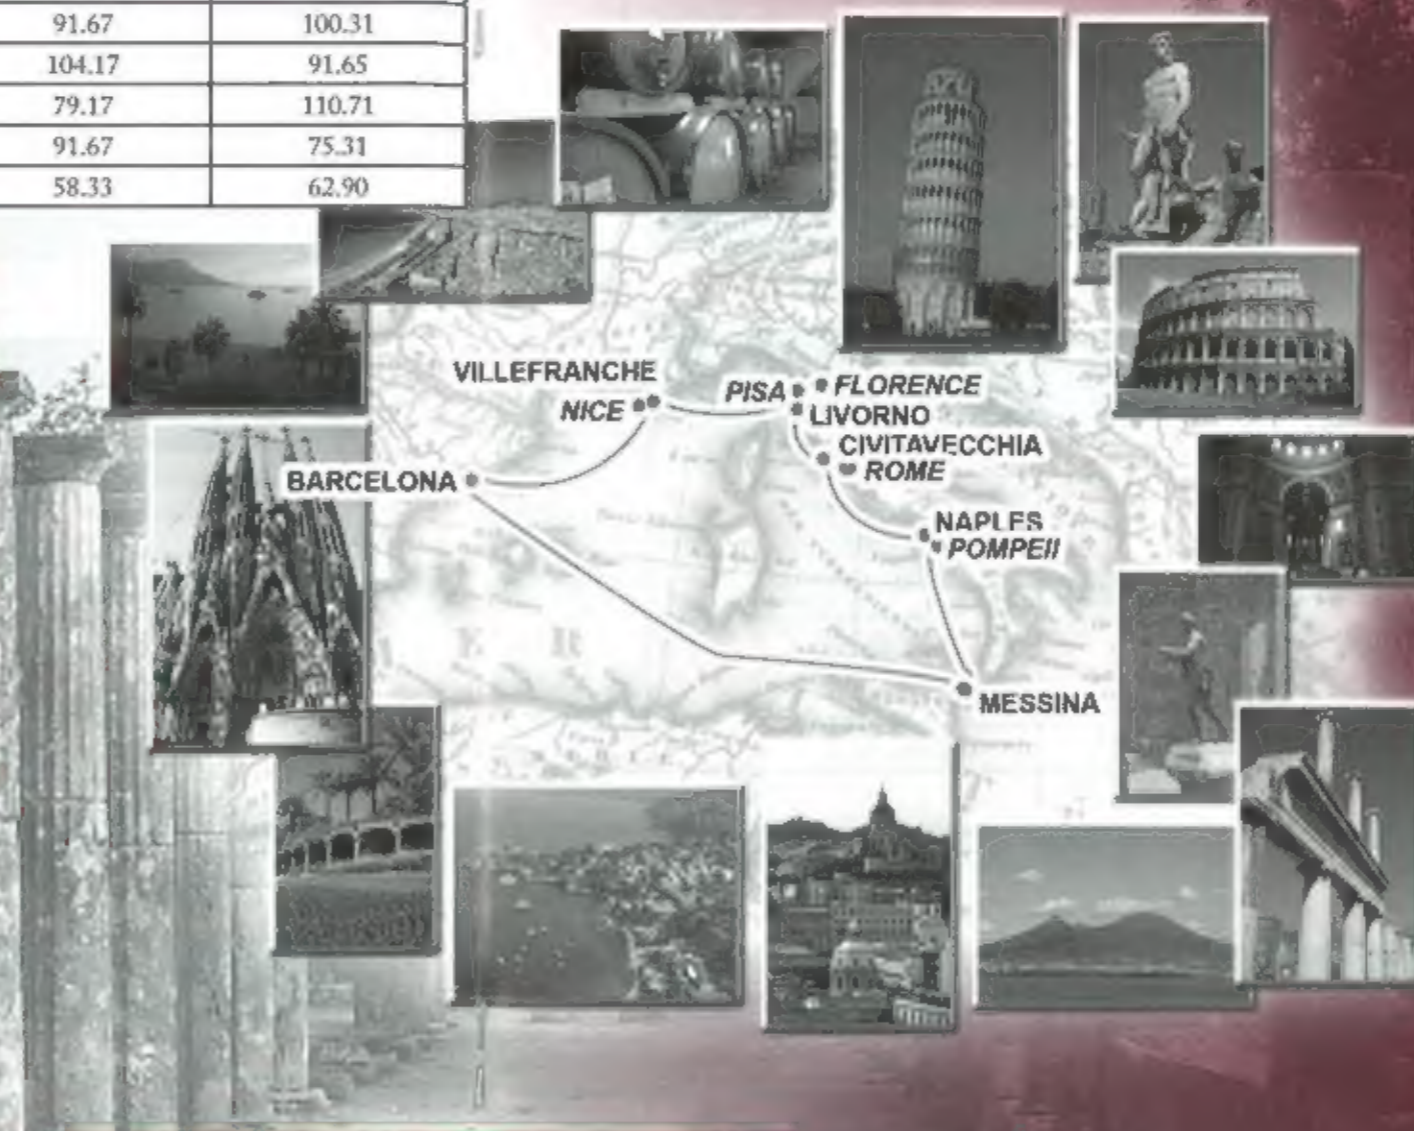 91.67 100.31
104.17 91.65
79.17 110.71
91.67 75.31
58.33 62.90
VILLEFRANCHE
NICE
PISA
FLORENCE
LIVORNO
CIVITAVECCHIA
ROME
BARCELONA
NAPLES
POMPEII
E R
MESSINA